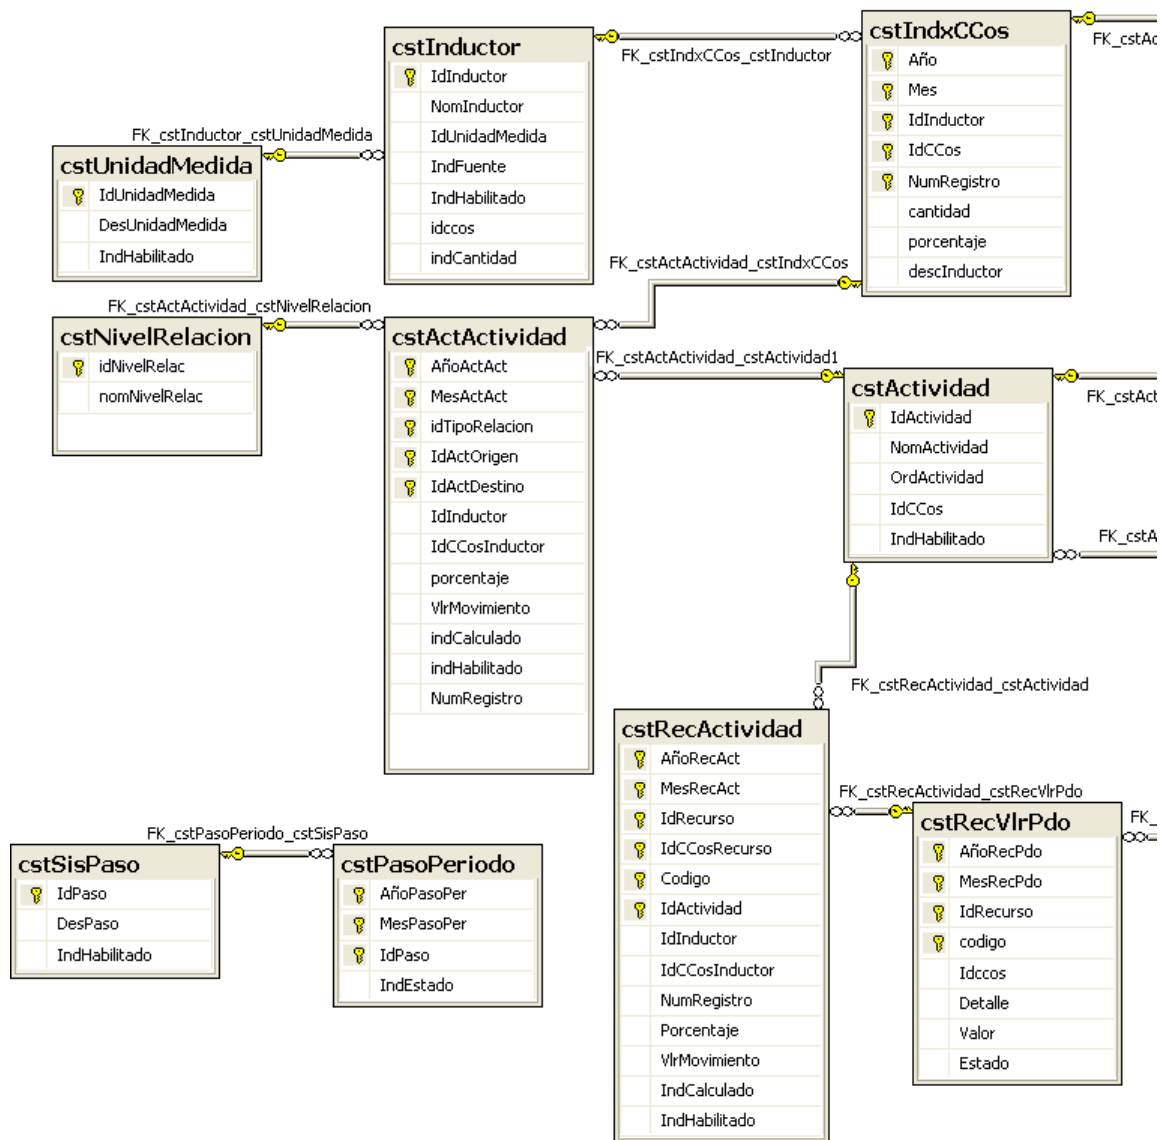 cstInductor
IdInductor
NomInductor
IdUnidadMedida
IndFuente
IndHabilitado
idccos
indCantidad
FK_cstIndxCCos_cstInductor
cstIndxCCos
Año
Mes
IdInductor
IdCCos
NumRegistro
cantidad
porcentaje
descInductor
FK_cstAc
FK_cstInductor_cstUnidadMedida
cstUnidadMedida
IdUnidadMedida
DesUnidadMedida
IndHabilitado
FK_cstActActividad_cstIndxCCos
FK_cstActActividad_cstNivelRelacion
cstNivelRelacion
idNivelRelac
nomNivelRelac
cstActActividad
AñoActAct
MesActAct
idTipoRelacion
IdActOrigen
IdActDestino
IdInductor
IdCCosInductor
porcentaje
VlrMovimiento
indCalculado
indHabilitado
NumRegistro
FK_cstActActividad_cstActividad1
cstActividad
IdActividad
NomActividad
OrdActividad
IdCCos
IndHabilitado
FK_cstAct
FK_cstA
FK_cstRecActividad_cstActividad
cstRecActividad
AñoRecAct
MesRecAct
IdRecurso
IdCCosRecurso
Codigo
IdActividad
IdInductor
IdCCosInductor
NumRegistro
Porcentaje
VlrMovimiento
IndCalculado
IndHabilitado
FK_cstRecActividad_cstRecVlrPdo
cstRecVlrPdo
AñoRecPdo
MesRecPdo
IdRecurso
codigo
Idccos
Detalle
Valor
Estado
FK_
FK_cstPasoPeriodo_cstSisPaso
cstSisPaso
IdPaso
DesPaso
IndHabilitado
cstPasoPeriodo
AñoPasoPer
MesPasoPer
IdPaso
IndEstado